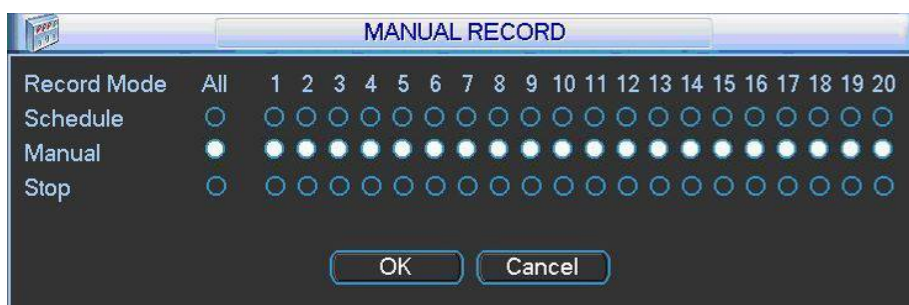 MANUAL RECORD
Record Mode All 1 2 3 4 5 6 7 8 9 10 11 12 13 14 15 16 17 18 19 20
Schedule
Manual
Stop
OK Cancel